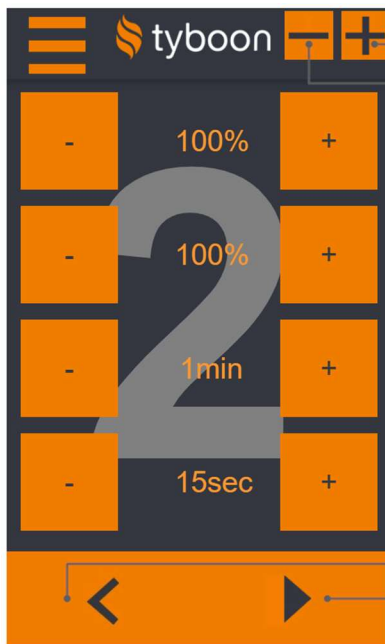 tyboon − +
- 100% +
- 100% +
2
- 1min +
- 15sec +